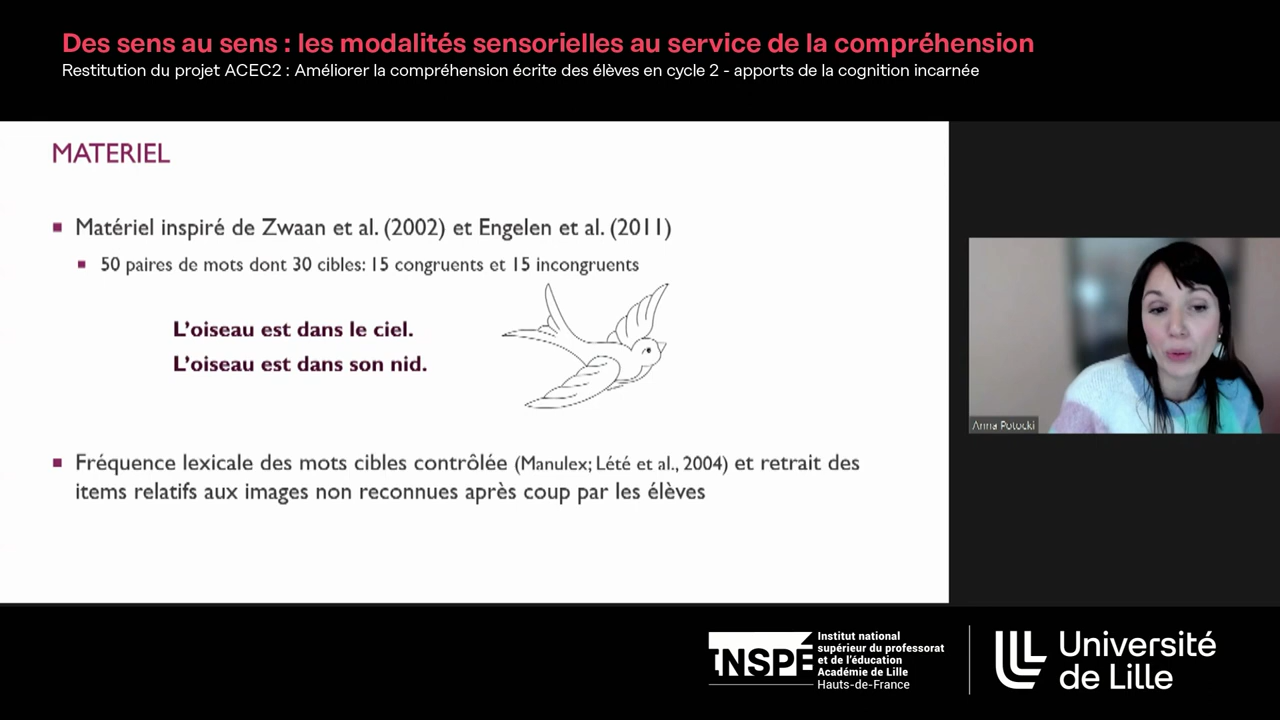 Des sens au sens : les modalités sensorielles au service de la compréhension
Restitution du projet ACEC2 : Améliorer la compréhension écrite des élèves en cycle 2 - apports de la cognition incarnée
MATERIEL
Matériel inspiré de Zwaan et al. (2002) et Engelen et al. (2011)
50 paires de mots dont 30 cibles: 15 congruents et 15 incongruents
L'oiseau est dans le ciel.
L'oiseau est dans son nid.
Fréquence lexicale des mots cibles contrôlée (Manulex; Lété et al., 2004) et retrait des
items relatifs aux images non reconnues après coup par les élèves
Anna Potocki
INSPÉ
Institut national
supérieur du professorat
et de l'éducation
Académie de Lille
Hauts-de-France
Université
de Lille